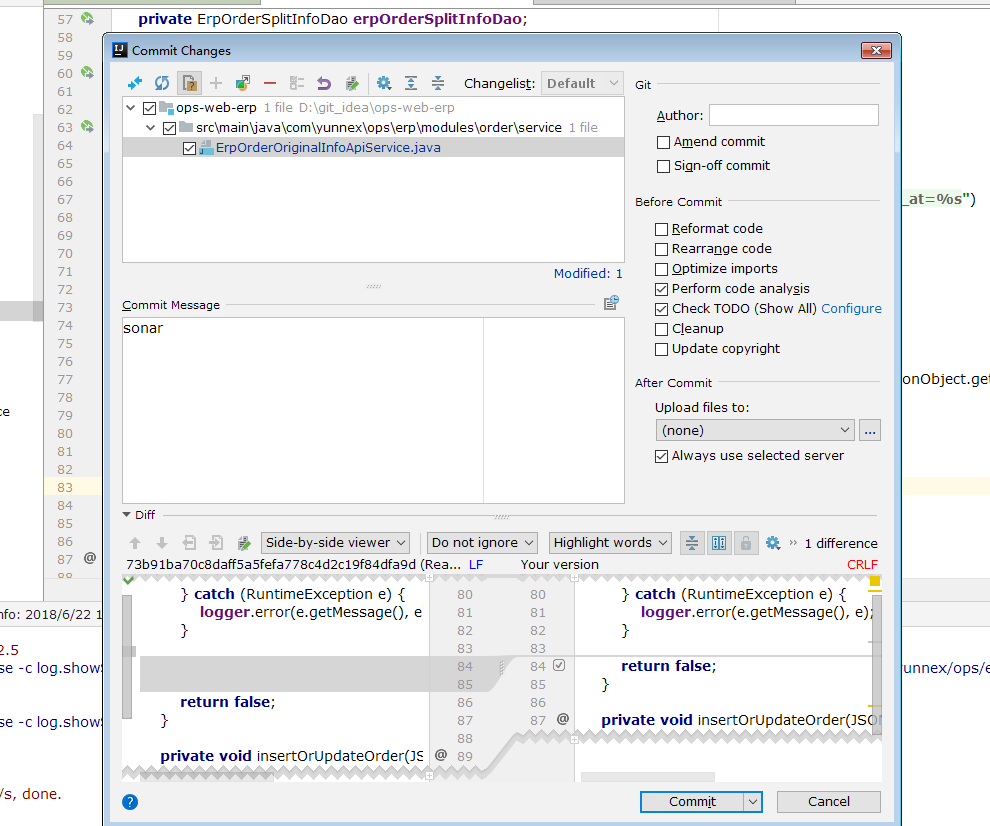 57 private ErpOrderSplitInfoDao erpOrderSplitInfoDao;
58
59
60
61
62
63
64
65
66
67 _at=%s")
68
69
70
71
72
73
74
75
76
77 onObject.get
78
79
80
81
82
83
84
85
86
87 @
88
ce
Commit Changes
Changelist: Default
ops-web-erp 1 file D:\git_idea\ops-web-erp
src\main\java\com\yunnex\ops\erp\modules\order\service 1 file
ErpOrderOriginalInfoApiService.java
Modified: 1
Commit Message
sonar
Git
Author:
Amend commit
Sign-off commit
Before Commit
Reformat code
Rearrange code
Optimize imports
Perform code analysis
Check TODO (Show All) Configure
Cleanup
Update copyright
After Commit
Upload files to:
(none) ...
Always use selected server
Diff
Side-by-side viewer Do not ignore Highlight words » 1 difference
73b91ba70c8daff5a5fefa778c4d2c19f84dfa9d (Rea... LF Your version CRLF
} catch (RuntimeException e) { 80 80 } catch (RuntimeException e) {
logger.error(e.getMessage(), e 81 81 logger.error(e.getMessage(), e);
} 82 82 }
83 83
84 84 return false;
85 85 }
return false; 86 86
} 87 87 @ private void insertOrUpdateOrder(JSON
88
private void insertOrUpdateOrder(JS @ 89
? Commit Cancel
nfo: 2018/6/22 1
2.5
se -c log.show
yunnex/ops/e
se -c log.show
/s, done.